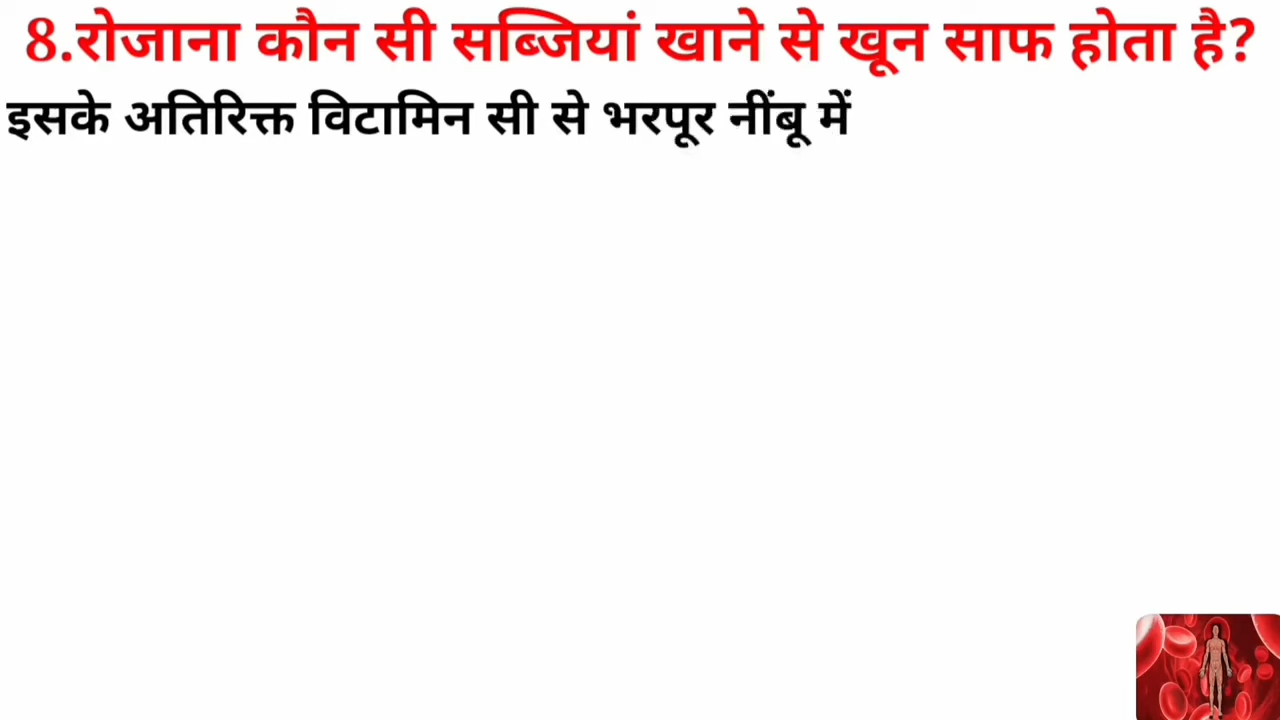 8.रोजाना कौन सी सब्जियां खाने से खून साफ होता है?
इसके अतिरिक्त विटामिन सी से भरपूर नींबू में